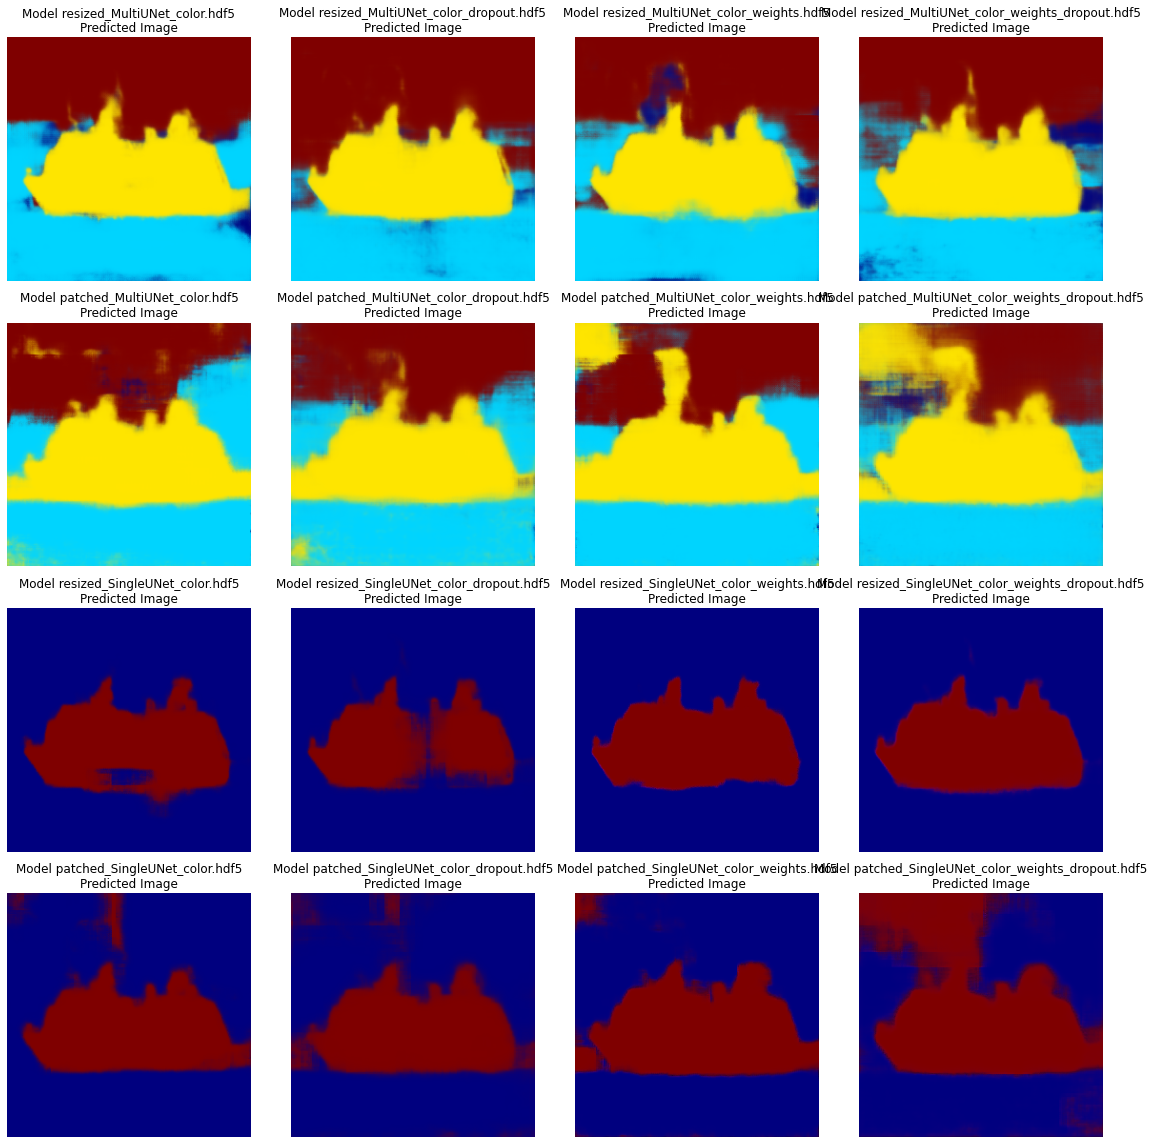 Model resized_MultiUNet_color.hdf5
Predicted Image
Model resized_MultiUNet_color_dropout.hdf5
Predicted Image
Model resized_MultiUNet_color_weights.hdf5
Predicted Image
Model resized_MultiUNet_color_weights_dropout.hdf5
Predicted Image
Model patched_MultiUNet_color.hdf5
Predicted Image
Model patched_MultiUNet_color_dropout.hdf5
Predicted Image
Model patched_MultiUNet_color_weights.hdf5
Predicted Image
Model patched_MultiUNet_color_weights_dropout.hdf5
Predicted Image
Model resized_SingleUNet_color.hdf5
Predicted Image
Model resized_SingleUNet_color_dropout.hdf5
Predicted Image
Model resized_SingleUNet_color_weights.hdf5
Predicted Image
Model resized_SingleUNet_color_weights_dropout.hdf5
Predicted Image
Model patched_SingleUNet_color.hdf5
Predicted Image
Model patched_SingleUNet_color_dropout.hdf5
Predicted Image
Model patched_SingleUNet_color_weights.hdf5
Predicted Image
Model patched_SingleUNet_color_weights_dropout.hdf5
Predicted Image